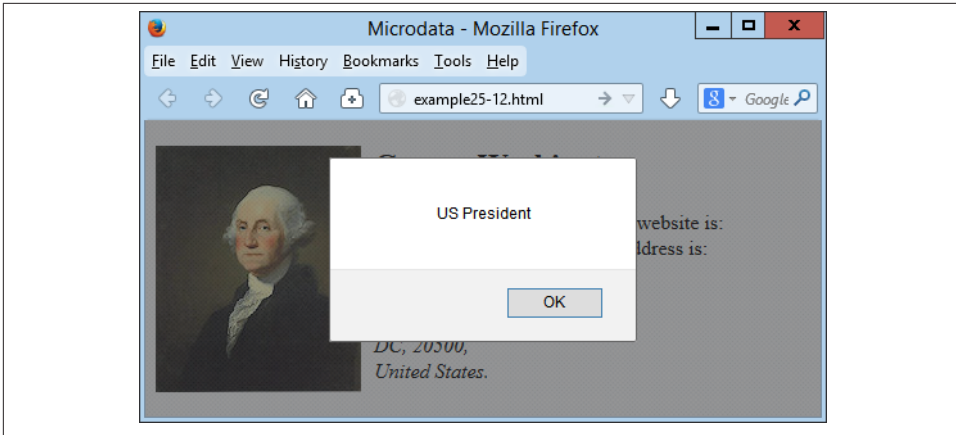 Microdata - Mozilla Firefox
File Edit View History Bookmarks Tools Help
example25-12.html
8 Google
US President
OK
website is:
is:
DC, 20500,
United States.